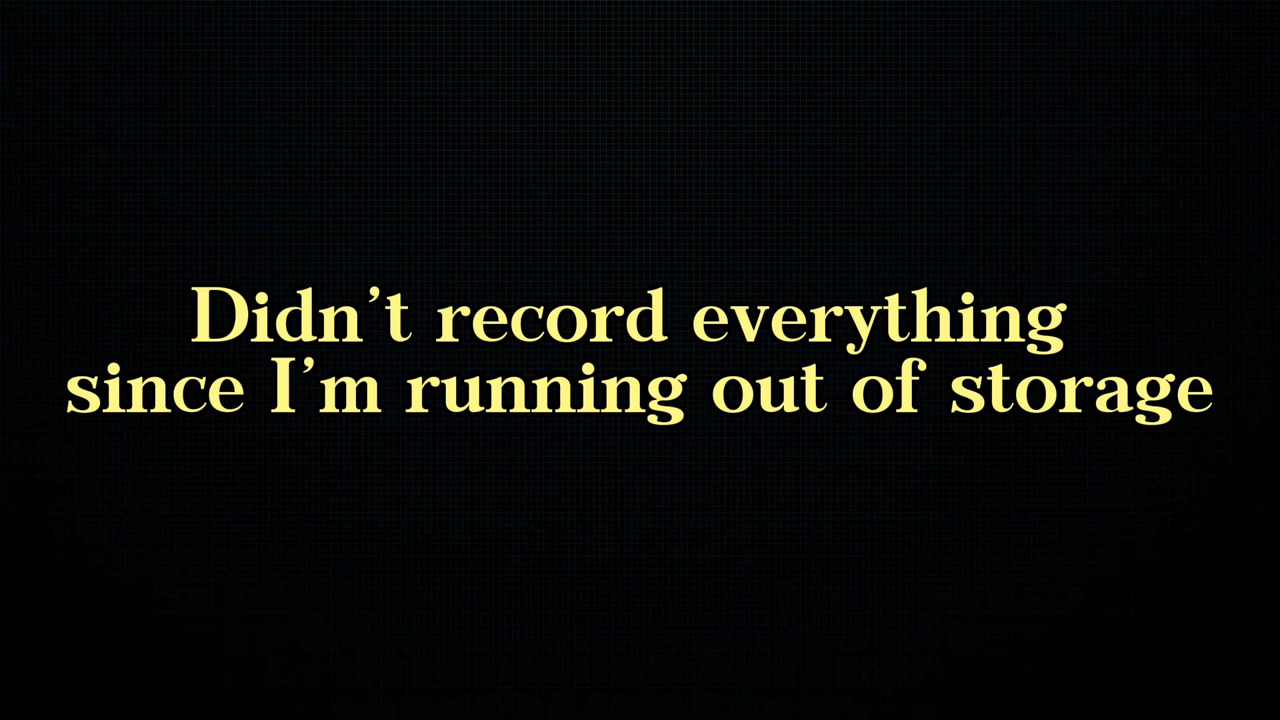 Didn’t record everything
since I’m running out of storage